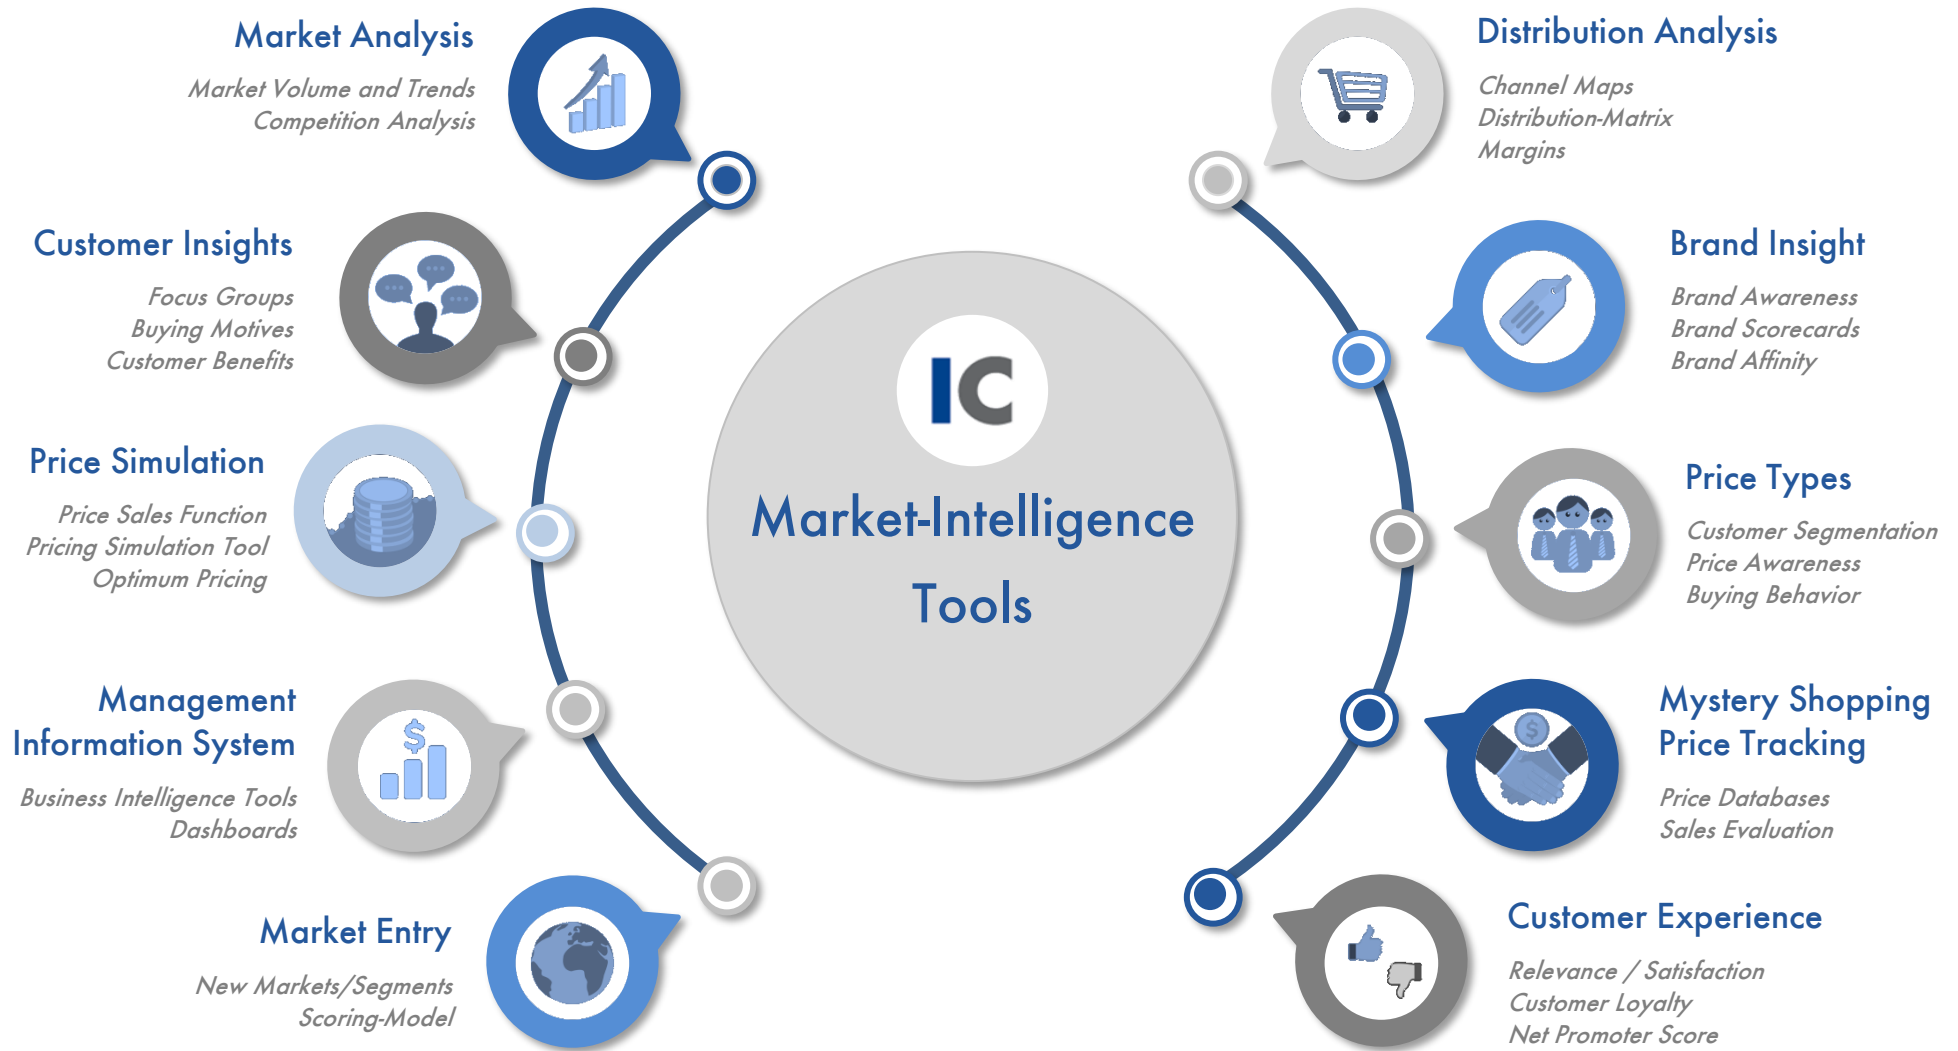 Market Analysis
Market Volume and Trends
Competition Analysis
Customer Insights
Focus Groups
Buying Motives
Customer Benefits
Price Simulation
Price Sales Function
Pricing Simulation Tool
Optimum Pricing
Management
Information System
Business Intelligence Tools
Dashboards
$
Market Entry
New Markets/Segments
Scoring-Model
IC
Market-Intelligence
Tools
Distribution Analysis
Channel Maps
Distribution-Matrix
Margins
Brand Insight
Brand Awareness
Brand Scorecards
Brand Affinity
Price Types
Customer Segmentation
Price Awareness
Buying Behavior
Mystery Shopping
Price Tracking
Price Databases
Sales Evaluation
$
Customer Experience
Relevance / Satisfaction
Customer Loyalty
Net Promoter Score